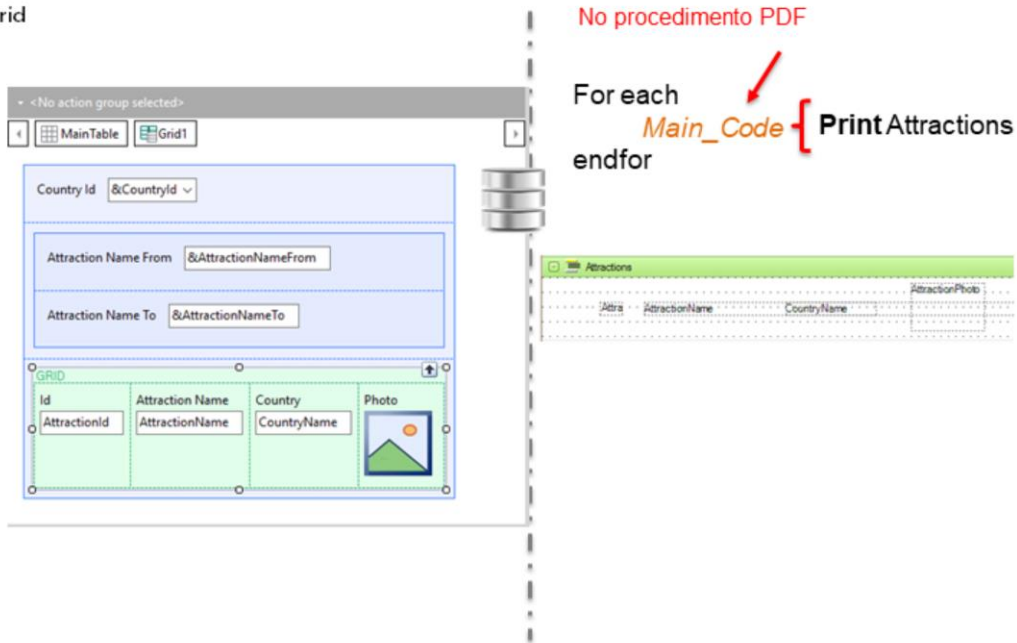 rid
<No action group selected>
MainTable Grid1
Country Id &CountryId
Attraction Name From &AttractionNameFrom
Attraction Name To &AttractionNameTo
GRID
Id Attraction Name Country Photo
AttractionId AttractionName CountryName
No procedimento PDF
For each
Main_Code { Print Attractions
endfor
Attractions
AttractionPhoto
Attra AttractionName CountryName